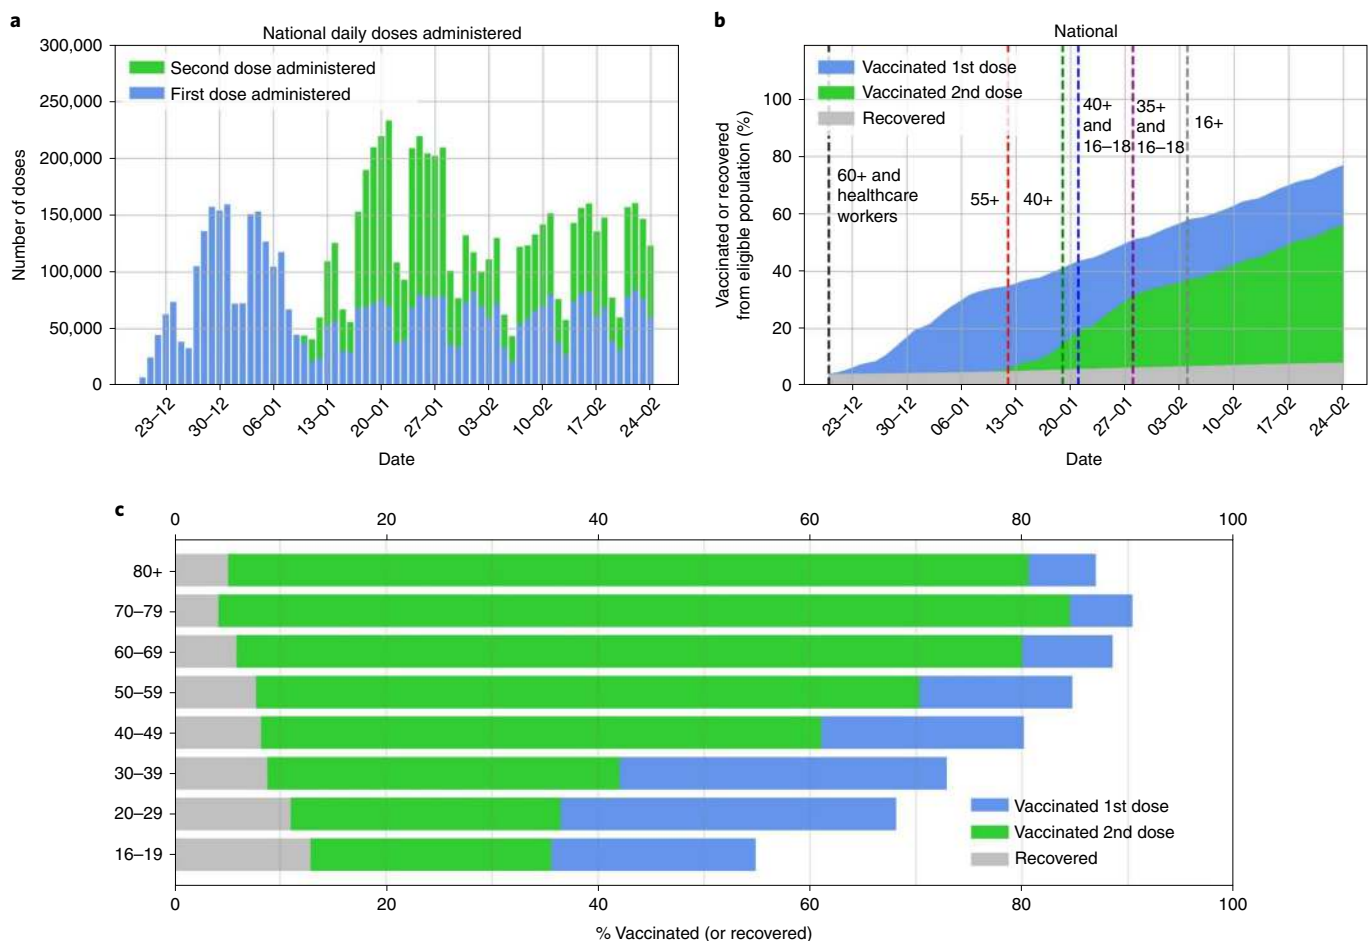 a
National daily doses administered
300,000
250,000
200,000
150,000
100,000
50,000
0
Number of doses
Second dose administered
First dose administered
23–12
30–12
06–01
13–01
20–01
27–01
03–02
10–02
17–02
24–02
Date
b
National
Vaccinated or recovered
from eligible population (%)
100
80
60
40
20
0
Vaccinated 1st dose
Vaccinated 2nd dose
Recovered
60+ and
healthcare
workers
55+
40+
40+
and
16–18
35+
and
16–18
16+
23–12
30–12
06–01
13–01
20–01
27–01
03–02
10–02
17–02
24–02
Date
c
0 20 40 60 80 100
80+
70–79
60–69
50–59
40–49
30–39
20–29
16–19
Vaccinated 1st dose
Vaccinated 2nd dose
Recovered
0 20 40 60 80 100
% Vaccinated (or recovered)